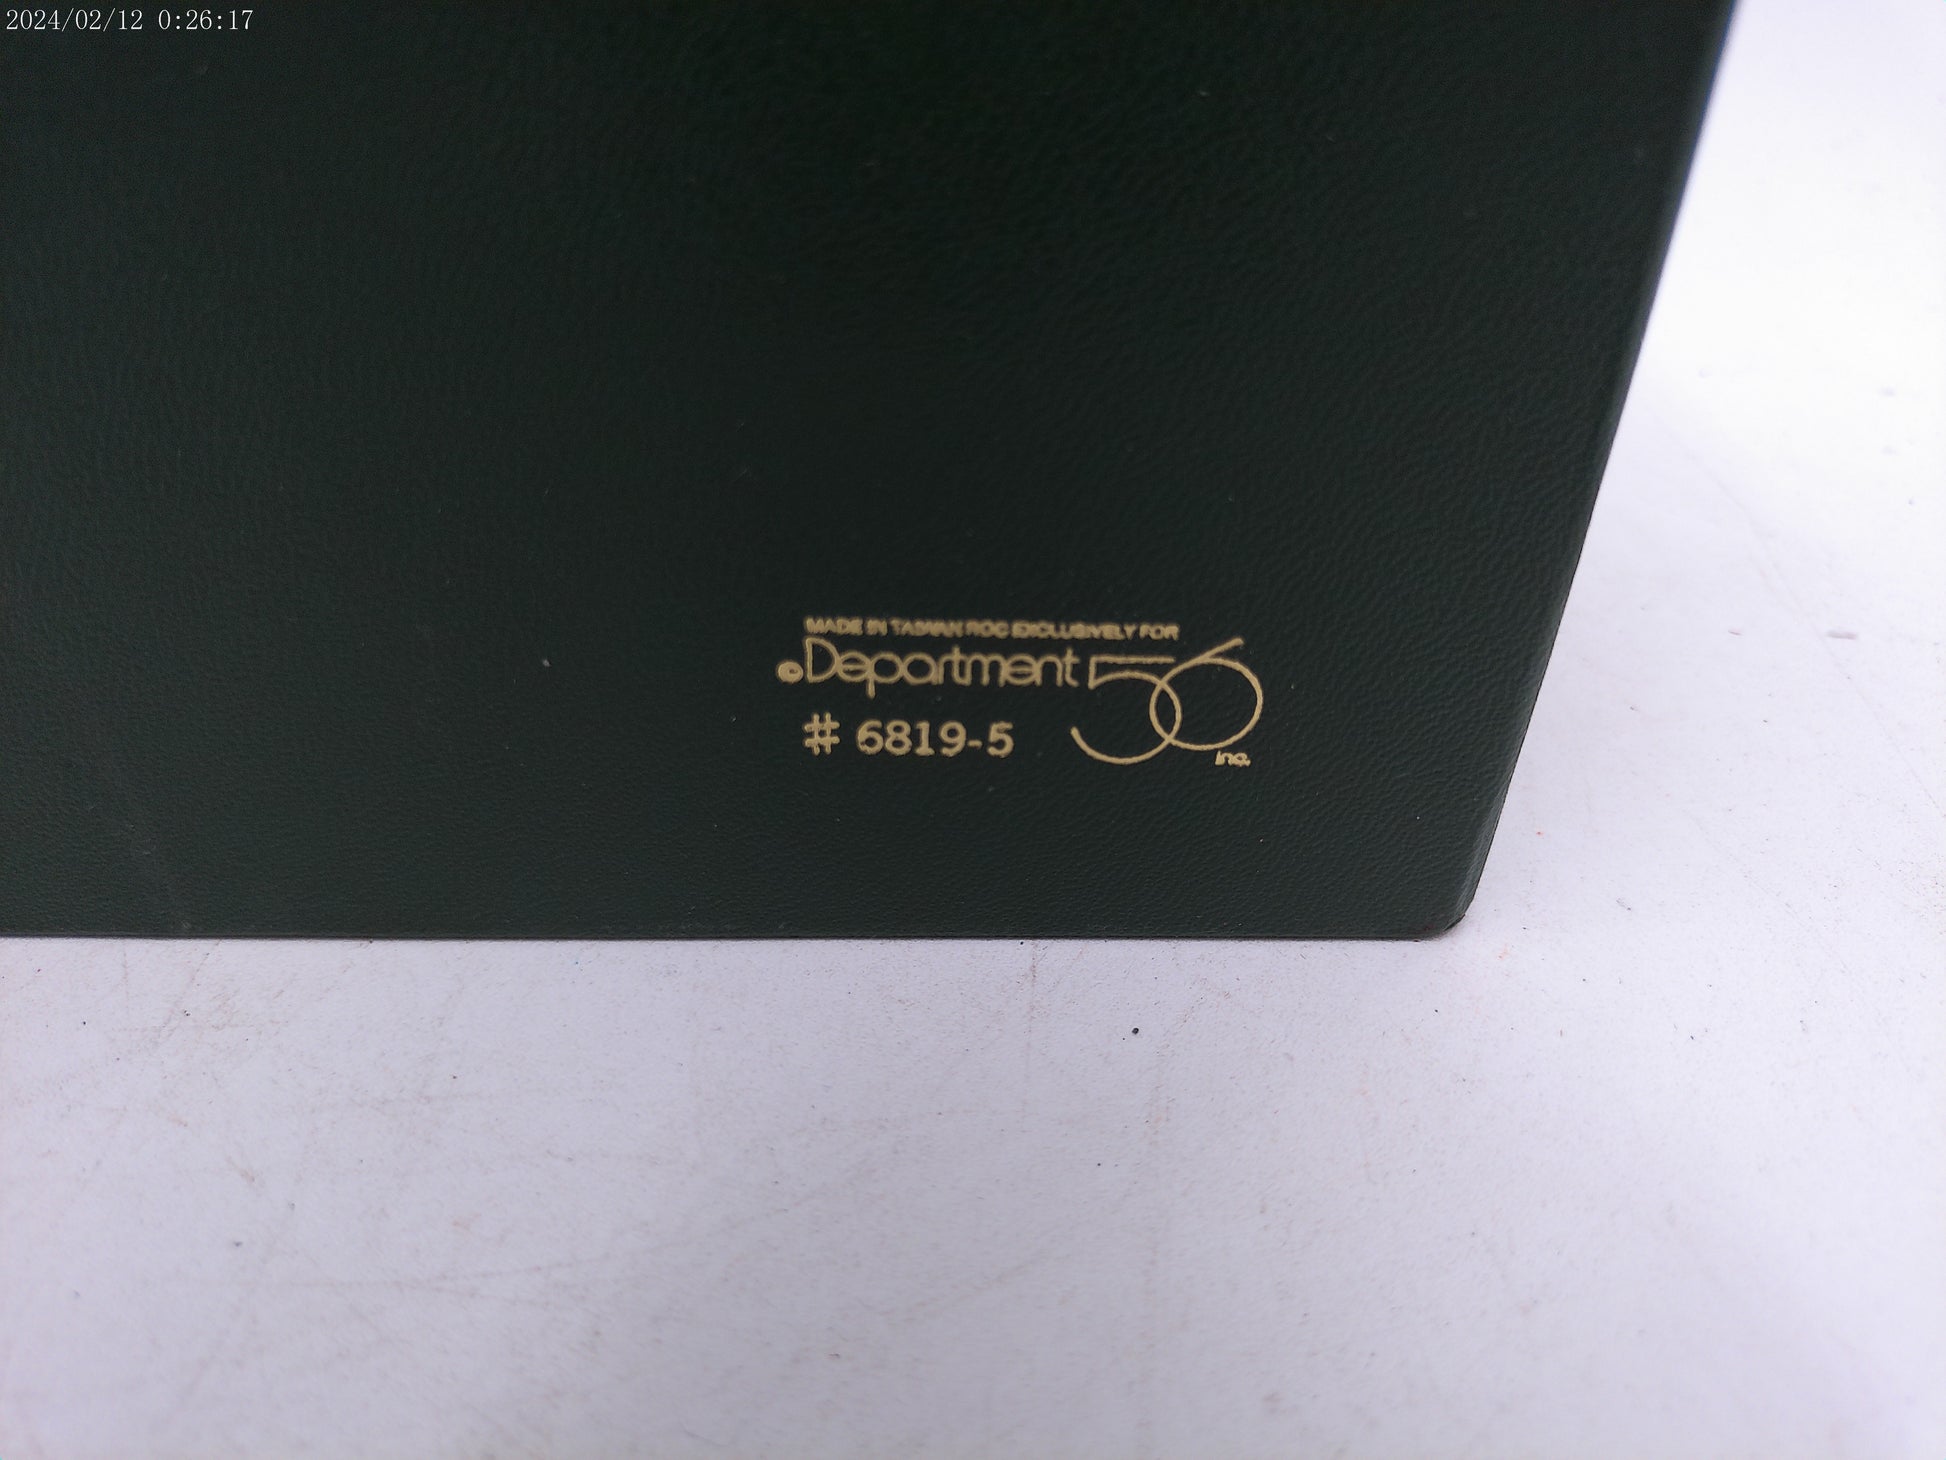 2024/02/12 0:26:17
MADE IN TAIWAN ROC EXCLUSIVELY FOR
©Department 56
inc.
# 6819-5